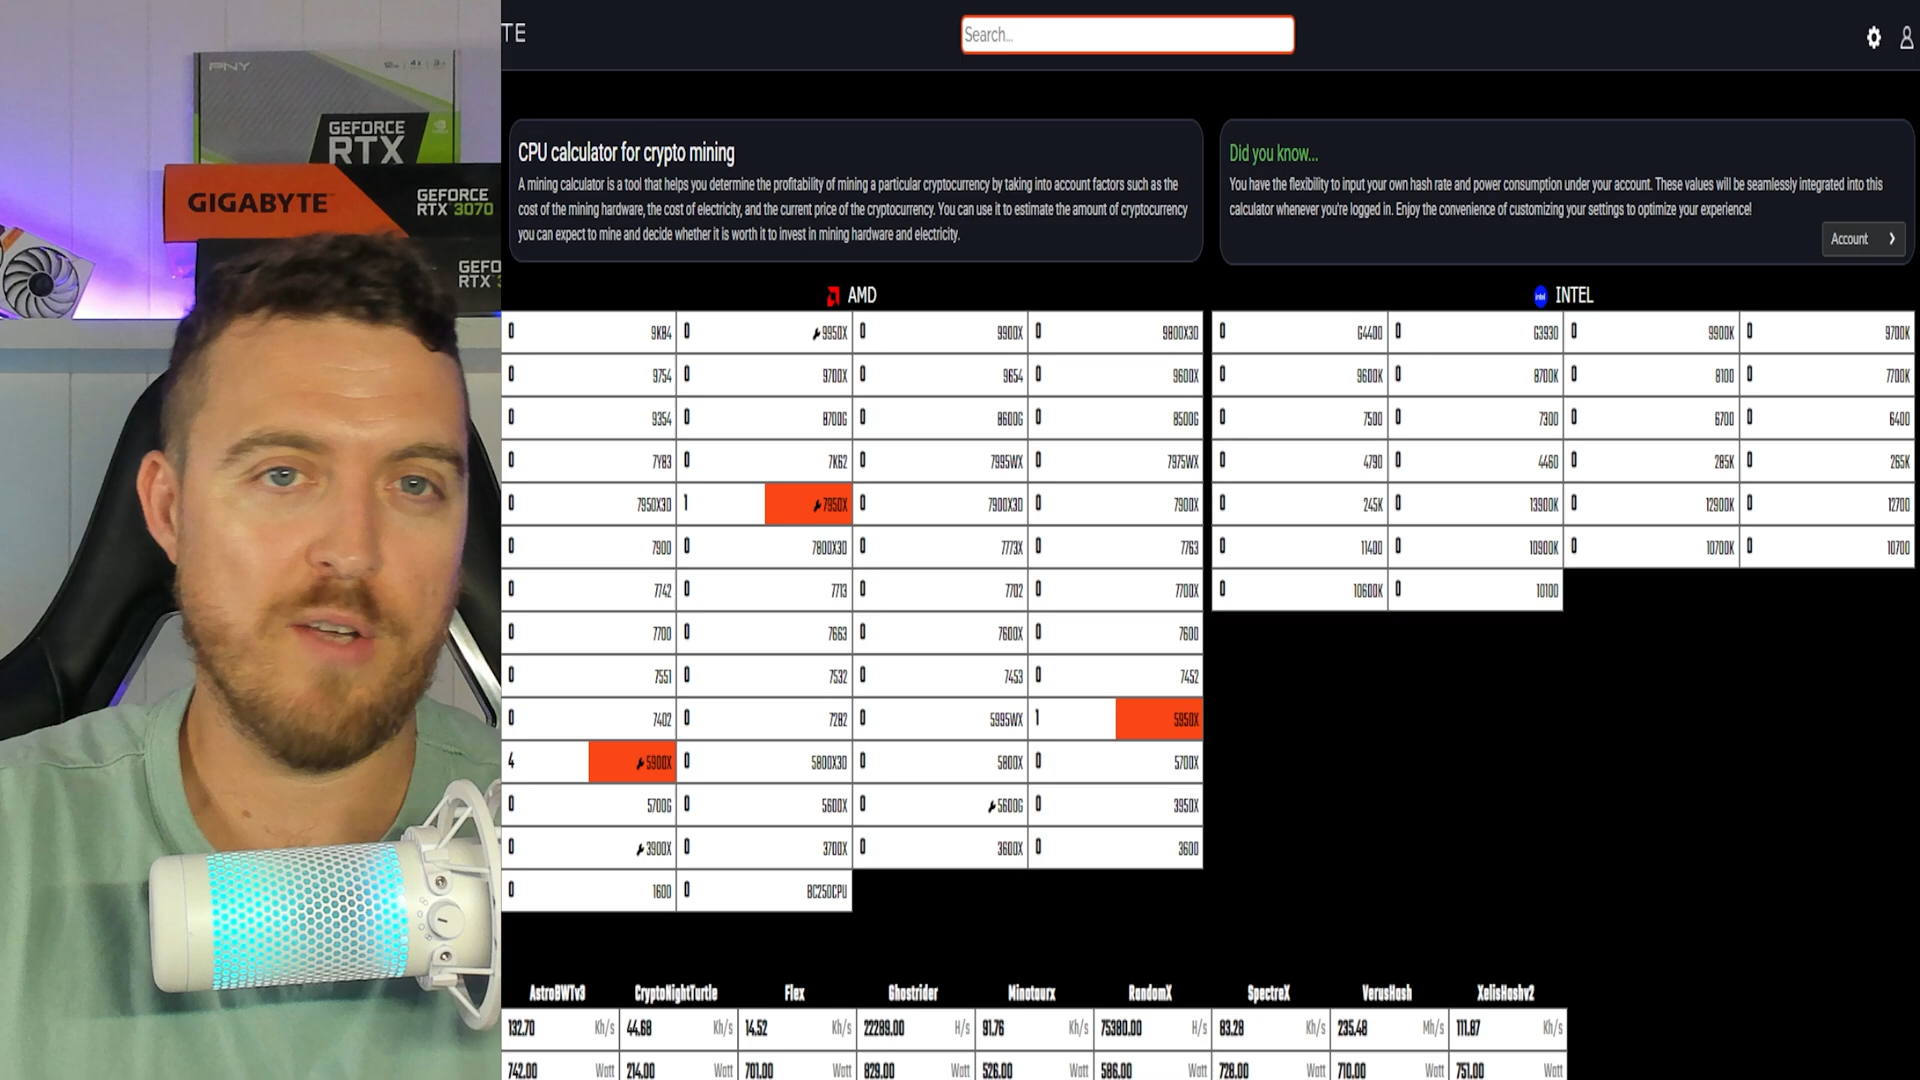 TE
Search...
PNY
GEFORCE
RTX
GIGABYTE
GEFORCE
RTX 3070
GEFO
RTX
CPU calculator for crypto mining
A mining calculator is a tool that helps you determine the profitability of mining a particular cryptocurrency by taking into account factors such as the
cost of the mining hardware, the cost of electricity, and the current price of the cryptocurrency. You can use it to estimate the amount of cryptocurrency
you can expect to mine and decide whether it is worth it to invest in mining hardware and electricity.
Did you know...
You have the flexibility to input your own hash rate and power consumption under your account. These values will be seamlessly integrated into this
calculator whenever you're logged in. Enjoy the convenience of customizing your settings to optimize your experience!
Account
AMD
0 9KB4 0 9950X 0 9900X 0 9800X3D
0 9754 0 9700X 0 9654 0 9600X
0 9354 0 8700G 0 8600G 0 8500G
0 7Y83 0 7K62 0 7995WX 0 7975WX
0 7950X3D 1 7950X 0 7900X3D 0 7900X
0 7900 0 7800X3D 0 7773X 0 7763
0 7742 0 7713 0 7702 0 7700X
0 7700 0 7663 0 7600X 0 7600
0 7551 0 7532 0 7453 0 7452
0 7402 0 7282 0 5995WX 1 5950X
4 5900X 0 5800X3D 0 5800X 0 5700X
0 5700G 0 5600X 0 5600G 0 3950X
0 3900X 0 3700X 0 3600X 0 3600
0 1600 0 BC250CPU
intel INTEL
0 G4400 0 G3930 0 9900K 0 9700K
0 9600K 0 8700K 0 8100 0 7700K
0 7500 0 7300 0 6700 0 6400
0 4790 0 4460 0 285K 0 265K
0 245K 0 13900K 0 12900K 0 12700
0 11400 0 10900K 0 10700K 0 10700
0 10600K 0 10100
AstroBWTv3 CryptoNightTurtle Flex Ghostrider Minotaurx RandomX SpectreX VerusHash XelisHashv2
132.70 Kh/s 44.68 Kh/s 14.52 Kh/s 22289.00 H/s 91.76 Kh/s 75380.00 H/s 83.28 Kh/s 235.48 Mh/s 111.87 Kh/s
742.00 Watt 214.00 Watt 701.00 Watt 829.00 Watt 526.00 Watt 586.00 Watt 728.00 Watt 710.00 Watt 751.00 Watt